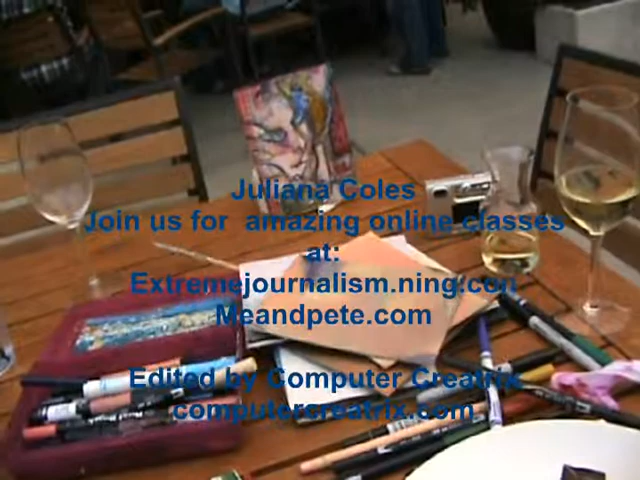 Juliana Coles
Join us for amazing online classes
at:
Extremejournalism.ning.con
Meandpete.com
Edited by Computer Creatrix
computercreatrix.com